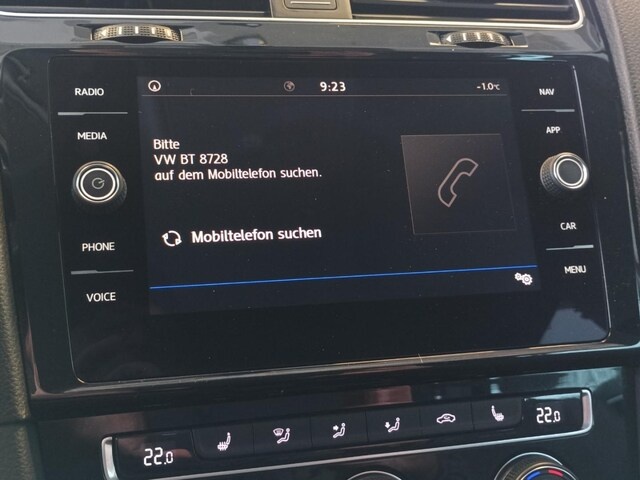 RADIO
MEDIA
PHONE
VOICE
9:23
-1.0°C
Bitte
VW BT 8728
auf dem Mobiltelefon suchen.
Mobiltelefon suchen
NAV
APP
CAR
MENU
22.0
22.0